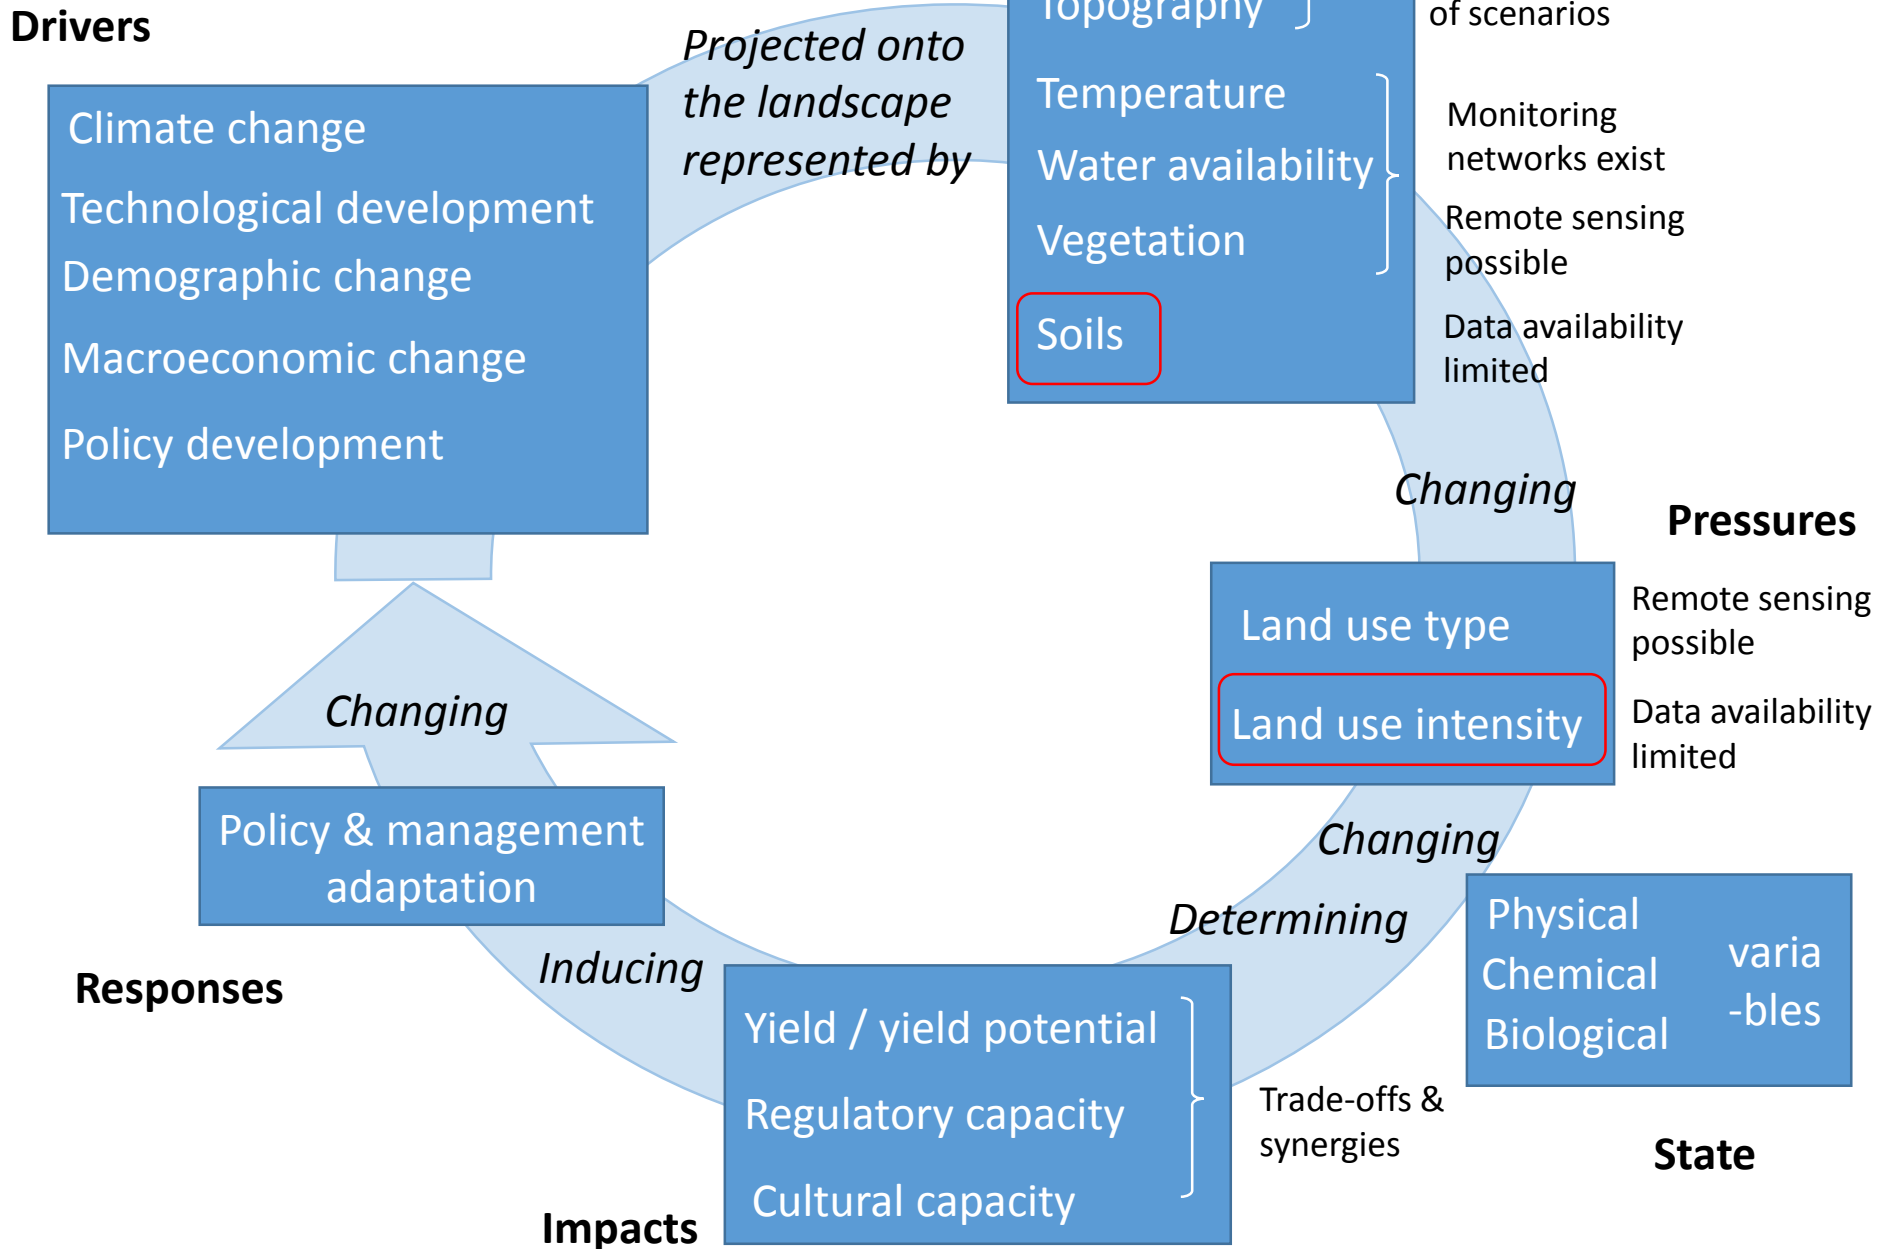 Drivers
Climate change
Technological development
Demographic change
Macroeconomic change
Policy development
Projected onto
the landscape
represented by
Topography
of scenarios
Temperature
Water availability
Vegetation
Soils
Monitoring
networks exist
Remote sensing
possible
Data availability
limited
Changing
Pressures
Land use type
Land use intensity
Remote sensing
possible
Data availability
limited
Changing
Determining
Physical
Chemical
Biological
varia
-bles
State
Yield / yield potential
Regulatory capacity
Cultural capacity
Trade-offs &
synergies
Impacts
Inducing
Policy & management
adaptation
Responses
Changing